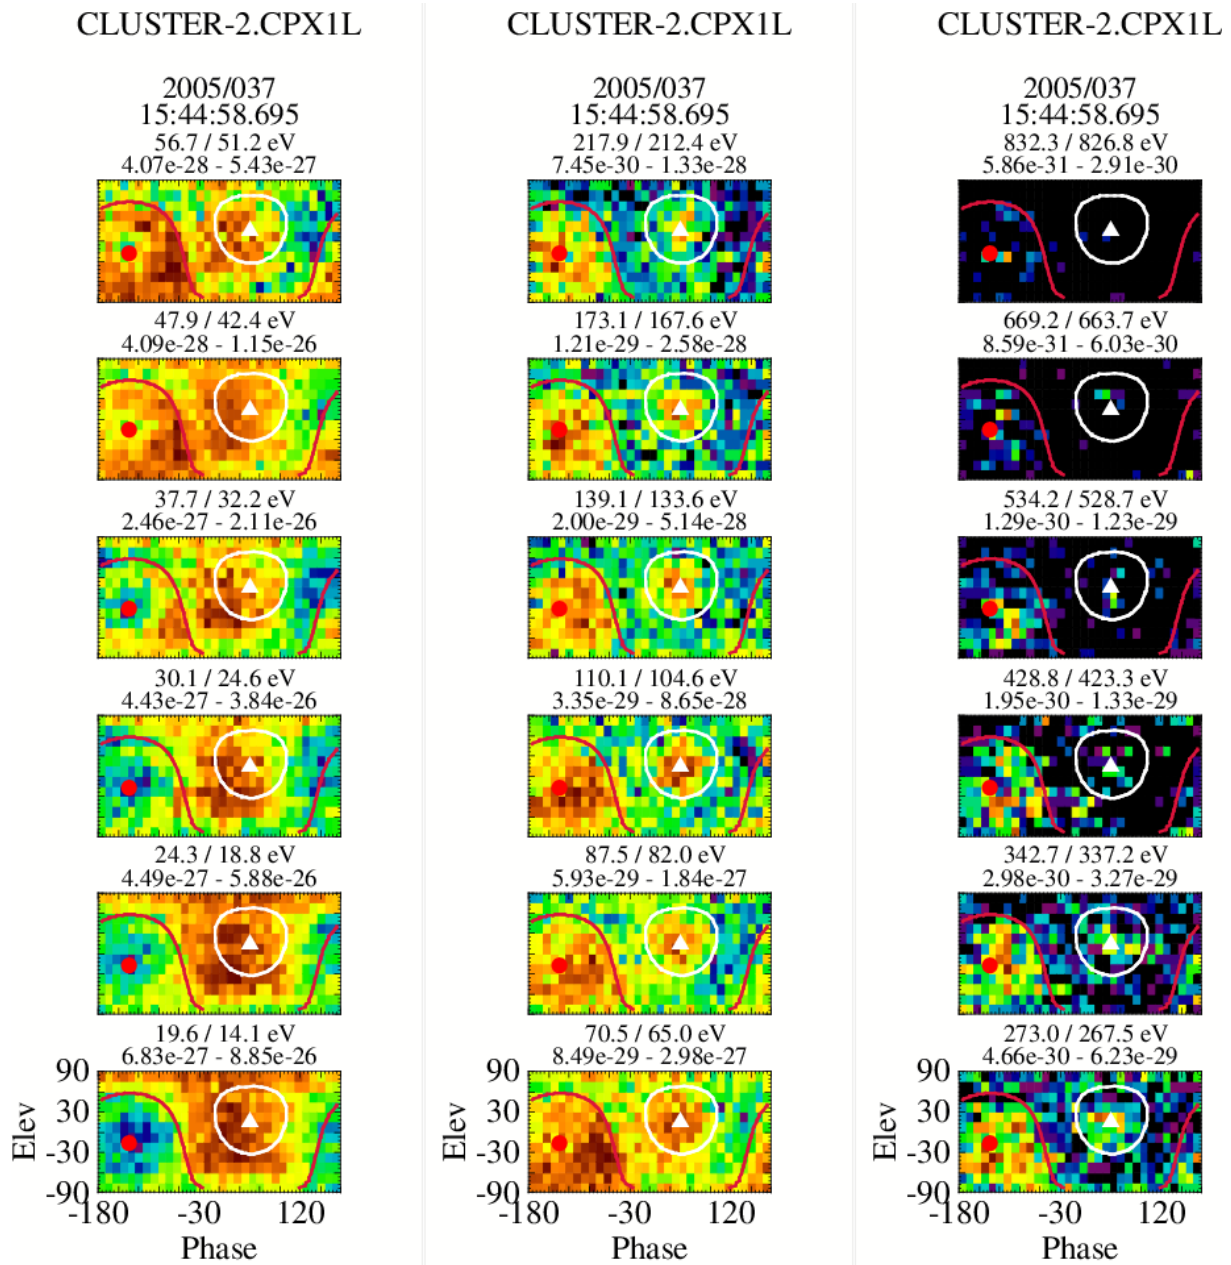 CLUSTER-2.CPX1L
2005/037
15:44:58.695
56.7 / 51.2 eV
4.07e-28 - 5.43e-27
47.9 / 42.4 eV
4.09e-28 - 1.15e-26
37.7 / 32.2 eV
2.46e-27 - 2.11e-26
30.1 / 24.6 eV
4.43e-27 - 3.84e-26
24.3 / 18.8 eV
4.49e-27 - 5.88e-26
19.6 / 14.1 eV
6.83e-27 - 8.85e-26
90
30
-30
-90
Elev
-180
-30
120
Phase
CLUSTER-2.CPX1L
2005/037
15:44:58.695
217.9 / 212.4 eV
7.45e-30 - 1.33e-28
173.1 / 167.6 eV
1.21e-29 - 2.58e-28
139.1 / 133.6 eV
2.00e-29 - 5.14e-28
110.1 / 104.6 eV
3.35e-29 - 8.65e-28
87.5 / 82.0 eV
5.93e-29 - 1.84e-27
70.5 / 65.0 eV
8.49e-29 - 2.98e-27
90
30
-30
-90
Elev
-180
-30
120
Phase
CLUSTER-2.CPX1L
2005/037
15:44:58.695
832.3 / 826.8 eV
5.86e-31 - 2.91e-30
669.2 / 663.7 eV
8.59e-31 - 6.03e-30
534.2 / 528.7 eV
1.29e-30 - 1.23e-29
428.8 / 423.3 eV
1.95e-30 - 1.33e-29
342.7 / 337.2 eV
2.98e-30 - 3.27e-29
273.0 / 267.5 eV
4.66e-30 - 6.23e-29
90
30
-30
-90
Elev
-180
-30
120
Phase